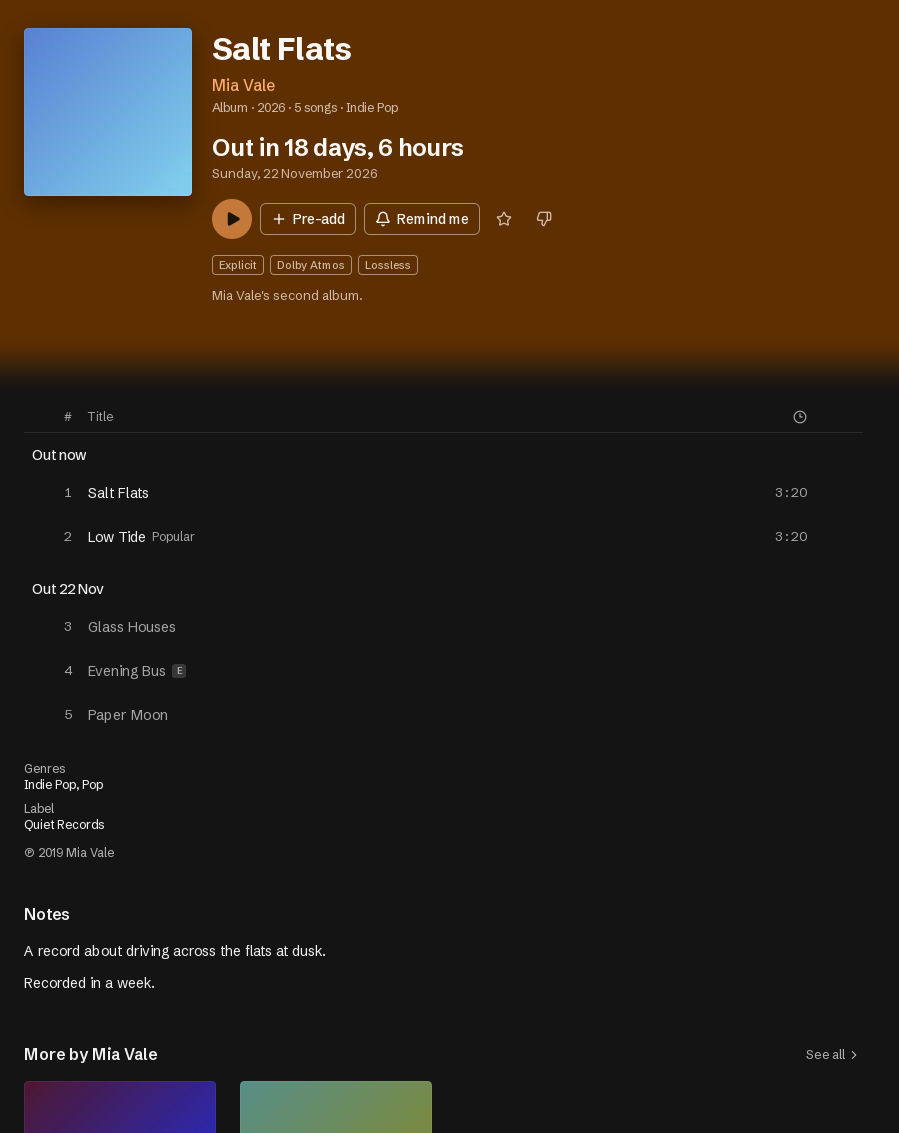 Salt Flats
Mia Vale
Album · 2026 · 5 songs · Indie Pop
Out in 18 days, 6 hours
Sunday, 22 November 2026
Pre-add
Remind me
Explicit
Dolby Atmos
Lossless
Mia Vale's second album.
# Title
Out now
1 Salt Flats 3:20
2 Low Tide Popular 3:20
Out 22 Nov
3 Glass Houses
4 Evening Bus E
5 Paper Moon
Genres
Indie Pop, Pop
Label
Quiet Records
℗ 2019 Mia Vale
Notes
A record about driving across the flats at dusk.
Recorded in a week.
More by Mia Vale
See all